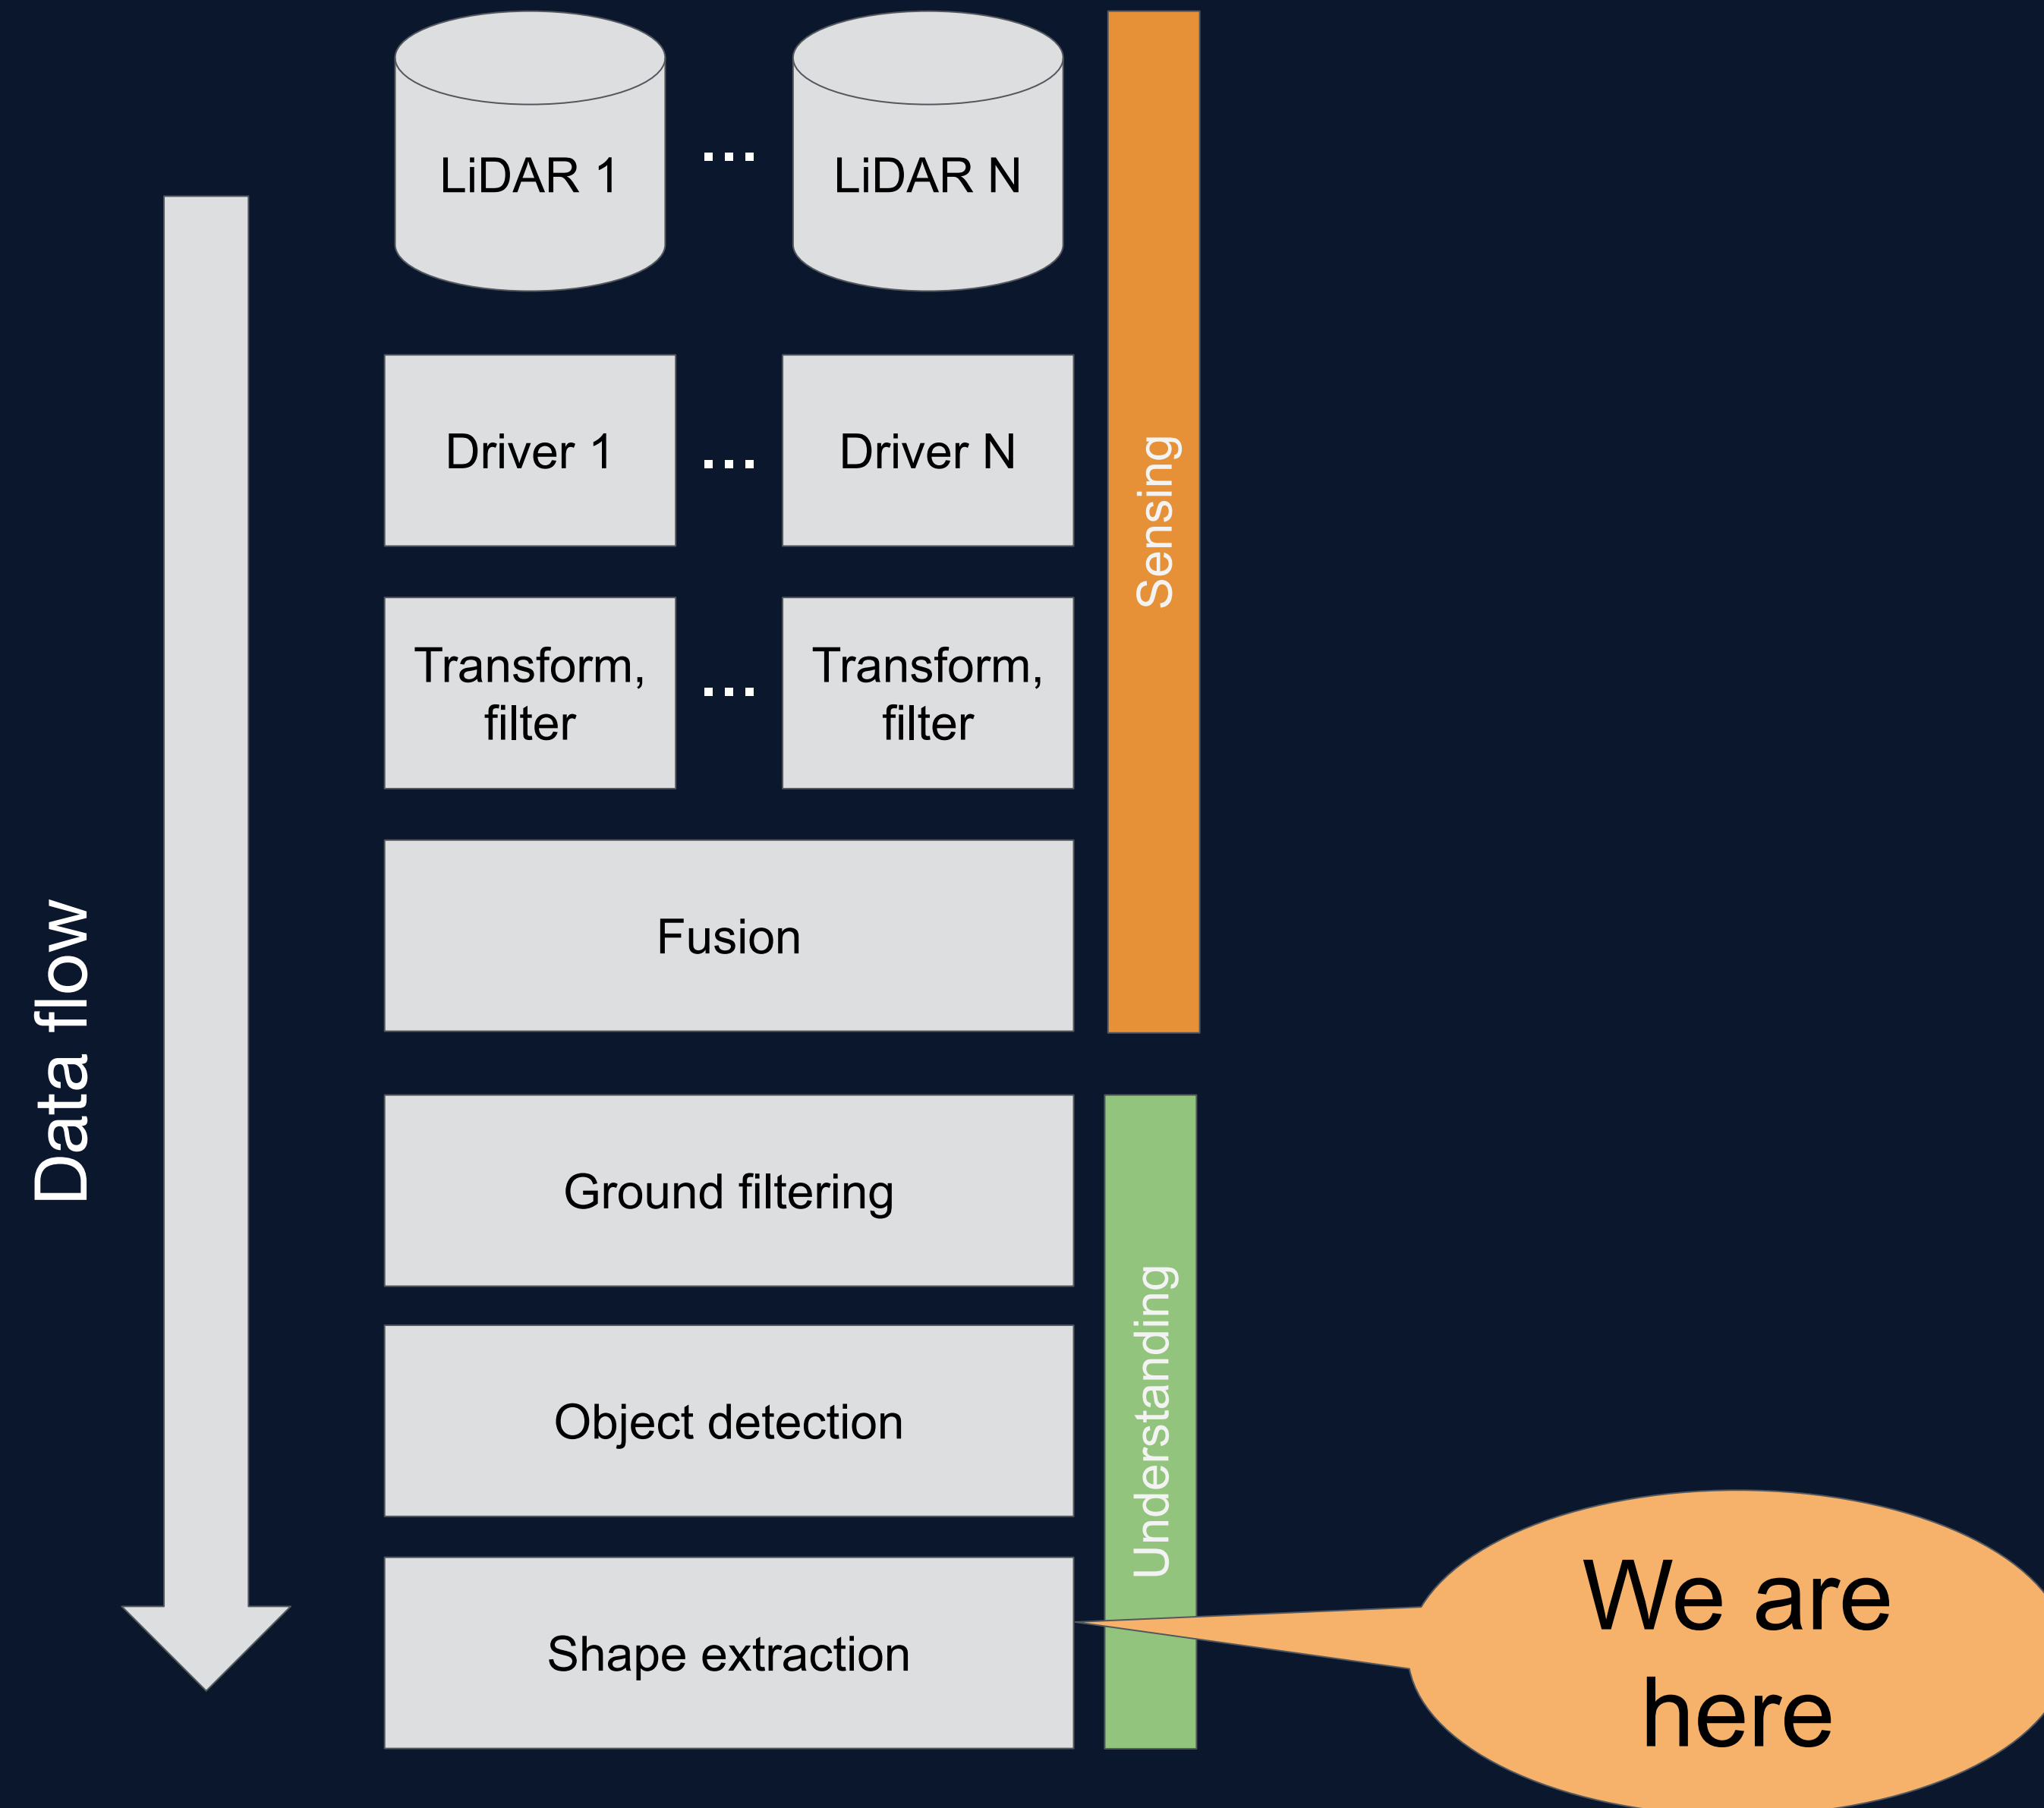 LiDAR 1
...
LiDAR N
Driver 1
...
Driver N
Sensing
Transform,
filter
...
Transform,
filter
Fusion
Data flow
Ground filtering
Object detection
Understanding
Shape extraction
We are
here